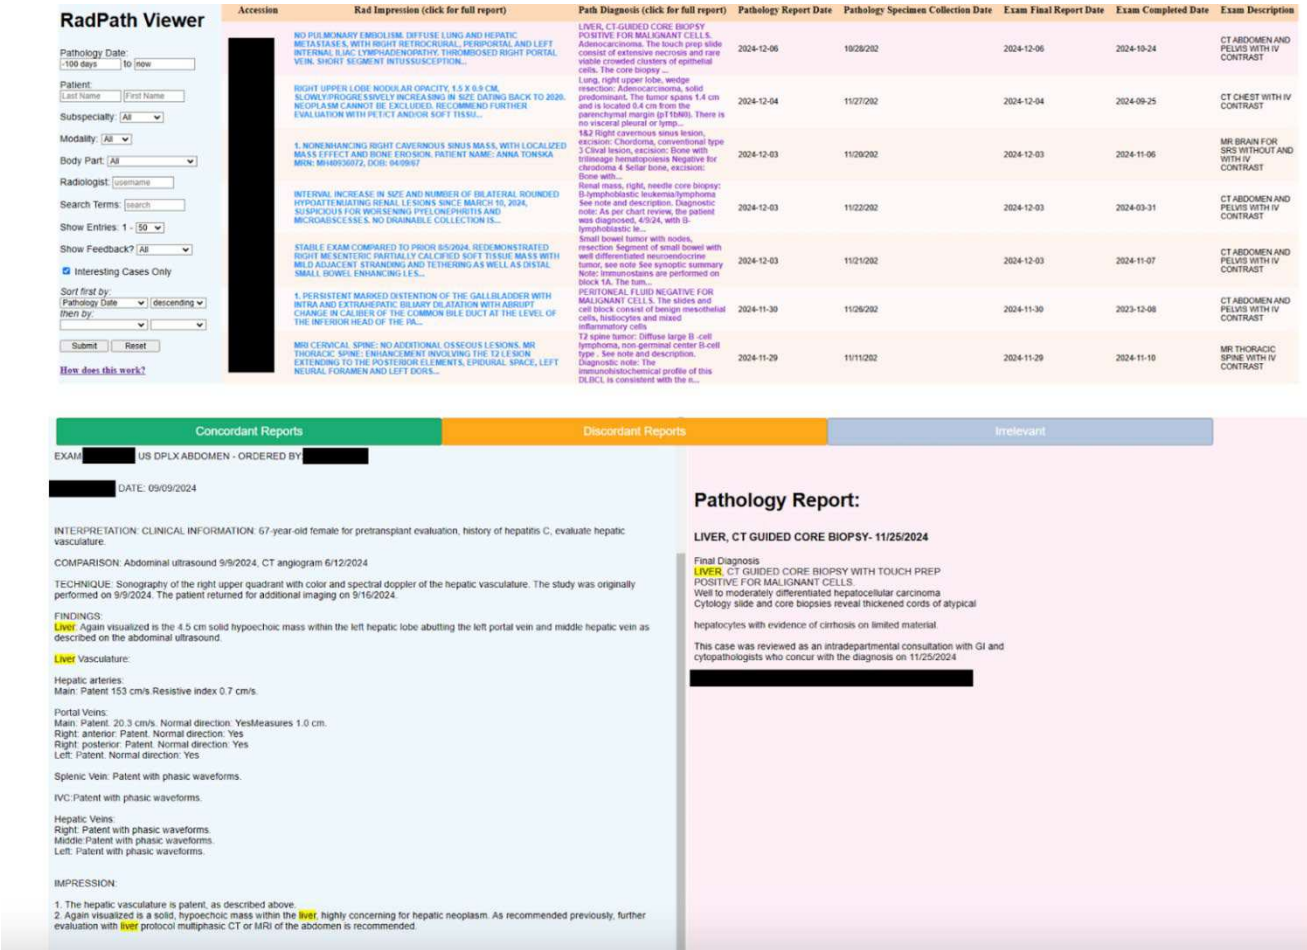 RadPath Viewer
Pathology Date:
-100 days to now
Patient:
Last Name First Name
Subspecialty: All
Modality: All
Body Part: All
Radiologist: username
Search Terms: search
Show Entries: 1 - 50
Show Feedback? All
Interesting Cases Only
Sort first by:
Pathology Date descending
then by:
Submit Reset
How does this work?
Accession Rad Impression (click for full report) Path Diagnosis (click for full report) Pathology Report Date Pathology Specimen Collection Date Exam Final Report Date Exam Completed Date Exam Description
NO PULMONARY EMBOLISM. DIFFUSE LUNG AND HEPATIC
METASTASES, WITH RIGHT RETROCRURAL, PERIPORTAL AND LEFT
INTERNAL ILIAC LYMPHADENOPATHY. THROMBOSED RIGHT PORTAL
VEIN. SHORT SEGMENT INTUSSUSCEPTION...
LIVER, CT-GUIDED CORE BIOPSY
POSITIVE FOR MALIGNANT CELLS.
Adenocarcinoma. The touch prep slide
consist of extensive necrosis and rare
viable crowded clusters of epithelial
cells. The core biopsy ...
2024-12-06 10/28/202 2024-12-06 2024-10-24
CT ABDOMEN AND
PELVIS WITH IV
CONTRAST
RIGHT UPPER LOBE NODULAR OPACITY, 1.5 X 0.9 CM,
SLOWLY/PROGRESSIVELY INCREASING IN SIZE DATING BACK TO 2020.
NEOPLASM CANNOT BE EXCLUDED. RECOMMEND FURTHER
EVALUATION WITH PET/CT AND/OR SOFT TISSU...
Lung, right upper lobe, wedge
resection: Adenocarcinoma, solid
predominant. The tumor spans 1.4 cm
and is located 0.4 cm from the
parenchymal margin (pT1bN0). There is
no visceral pleural or lymp...
2024-12-04 11/27/202 2024-12-04 2024-09-25
CT CHEST WITH IV
CONTRAST
1. NONENHANCING RIGHT CAVERNOUS SINUS MASS, WITH LOCALIZED
MASS EFFECT AND BONE EROSION. PATIENT NAME: ANNA TONSKA
MRN: DOB: 04/09/67
1&2 Right cavernous sinus lesion,
excision: Chordoma, conventional type
3 Clival lesion, excision: Bone with
trilineage hematopoiesis Negative for
chrodoma 4 Sellar bone, excision:
Bone with...
2024-12-03 11/20/202 2024-12-03 2024-11-06
MR BRAIN FOR
SRS WITHOUT AND
WITH IV
CONTRAST
INTERVAL INCREASE IN SIZE AND NUMBER OF BILATERAL ROUNDED
HYPOATTENUATING RENAL LESIONS SINCE MARCH 10, 2024,
SUSPICIOUS FOR WORSENING PYELONEPHRITIS AND
MICROABSCESSES. NO DRAINABLE COLLECTION IS...
Renal mass, right, needle core biopsy:
B-lymphoblastic leukemia/lymphoma
See note and description. Diagnostic
note: As per chart review, the patient
was diagnosed, 4/9/24, with B-
lymphoblastic le...
2024-12-03 11/22/202 2024-12-03 2024-03-31
CT ABDOMEN AND
PELVIS WITH IV
CONTRAST
STABLE EXAM COMPARED TO PRIOR 8/5/2024. REDEMONSTRATED
RIGHT MESENTERIC PARTIALLY CALCIFIED SOFT TISSUE MASS WITH
MILD ADJACENT STRANDING AND TETHERING AS WELL AS DISTAL
SMALL BOWEL ENHANCING LES...
Small bowel tumor with nodes,
resection Segment of small bowel with
well differentiated neuroendocrine
tumor, see note See synoptic summary
Note: Immunostains are performed on
block 1A. The tum...
2024-12-03 11/21/202 2024-12-03 2024-11-07
CT ABDOMEN AND
PELVIS WITH IV
CONTRAST
1. PERSISTENT MARKED DISTENTION OF THE GALLBLADDER WITH
INTRA AND EXTRAHEPATIC BILIARY DILATATION WITH ABRUPT
CHANGE IN CALIBER OF THE COMMON BILE DUCT AT THE LEVEL OF
THE INFERIOR HEAD OF THE PA...
PERITONEAL FLUID NEGATIVE FOR
MALIGNANT CELLS. The slides and
cell block consist of benign mesothelial
cells, histiocytes and mixed
inflammatory cells
2024-11-30 11/26/202 2024-11-30 2023-12-08
CT ABDOMEN AND
PELVIS WITH IV
CONTRAST
MRI CERVICAL SPINE: NO ADDITIONAL OSSEOUS LESIONS. MR
THORACIC SPINE: ENHANCEMENT INVOLVING THE T2 LESION
EXTENDING TO THE POSTERIOR ELEMENTS, EPIDURAL SPACE, LEFT
NEURAL FORAMEN AND LEFT DORS...
T2 spine tumor: Diffuse large B -cell
lymphoma, non-germinal center B-cell
type . See note and description.
Diagnostic note: The
immunohistochemical profile of this
DLBCL is consistent with the n...
2024-11-29 11/11/202 2024-11-29 2024-11-10
MR THORACIC
SPINE WITH IV
CONTRAST
Concordant Reports Discordant Reports Irrelevant
EXAM: US DPLX ABDOMEN - ORDERED BY:
DATE: 09/09/2024
INTERPRETATION: CLINICAL INFORMATION: 67-year-old female for pretransplant evaluation, history of hepatitis C, evaluate hepatic
vasculature.
COMPARISON: Abdominal ultrasound 9/9/2024, CT angiogram 6/12/2024
TECHNIQUE: Sonography of the right upper quadrant with color and spectral doppler of the hepatic vasculature. The study was originally
performed on 9/9/2024. The patient returned for additional imaging on 9/16/2024.
FINDINGS:
Liver: Again visualized is the 4.5 cm solid hypoechoic mass within the left hepatic lobe abutting the left portal vein and middle hepatic vein as
described on the abdominal ultrasound.
Liver Vasculature:
Hepatic arteries:
Main: Patent 153 cm/s.Resistive index 0.7 cm/s.
Portal Veins:
Main: Patent. 20.3 cm/s. Normal direction: YesMeasures 1.0 cm.
Right: anterior: Patent. Normal direction: Yes
Right: posterior: Patent. Normal direction: Yes
Left: Patent. Normal direction: Yes
Splenic Vein: Patent with phasic waveforms.
IVC:Patent with phasic waveforms.
Hepatic Veins:
Right: Patent with phasic waveforms.
Middle:Patent with phasic waveforms.
Left: Patent with phasic waveforms.
IMPRESSION:
1. The hepatic vasculature is patent, as described above.
2. Again visualized is a solid, hypoechoic mass within the liver, highly concerning for hepatic neoplasm. As recommended previously, further
evaluation with liver protocol multiphasic CT or MRI of the abdomen is recommended.
Pathology Report:
LIVER, CT GUIDED CORE BIOPSY- 11/25/2024
Final Diagnosis
LIVER, CT GUIDED CORE BIOPSY WITH TOUCH PREP
POSITIVE FOR MALIGNANT CELLS.
Well to moderately differentiated hepatocellular carcinoma
Cytology slide and core biopsies reveal thickened cords of atypical
hepatocytes with evidence of cirrhosis on limited material.
This case was reviewed as an intradepartmental consultation with GI and
cytopathologists who concur with the diagnosis on 11/25/2024